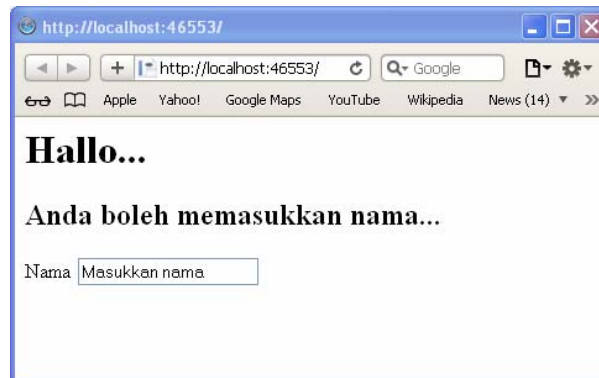 http://localhost:46553/
http://localhost:46553/ Google
Apple Yahoo! Google Maps YouTube Wikipedia News (14)
Hallo...
Anda boleh memasukkan nama...
Nama Masukkan nama